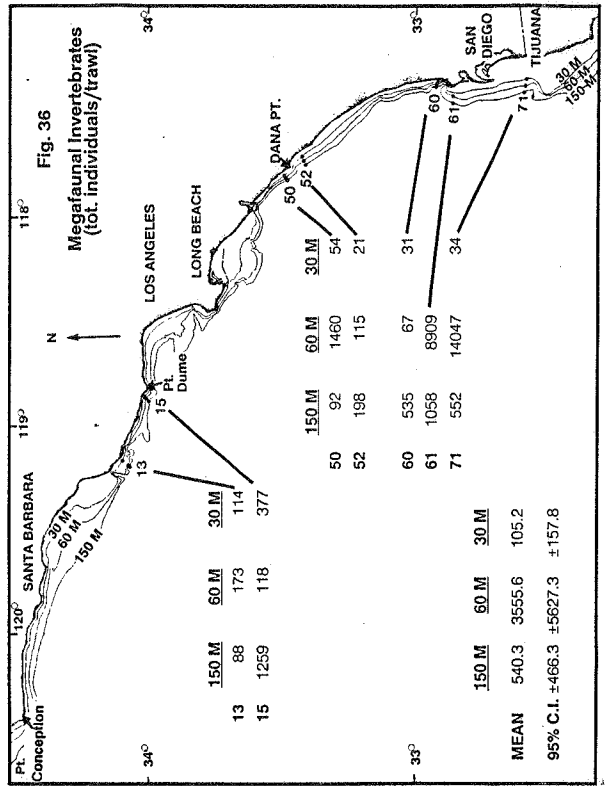 Fig. 36
Megafaunal Invertebrates
(tot. individuals/trawl)
120° 119° 118°
Pt. Conception
SANTA BARBARA
30 M
60 M
150 M
N
LOS ANGELES
LONG BEACH
Pt. Dume
DANA PT.
SAN DIEGO
TIJUANA
34° 34°
33° 33°
13
15
50
52
60
61
71
30 M
60-M
150-M
150 M 60 M 30 M
13 88 173 114
15 1259 118 377
150 M 60 M 30 M
50 92 1460 54
52 198 115 21
60 535 67 31
61 1058 8909
71 552 14047 34
150 M 60 M 30 M
MEAN 540.3 3555.6 105.2
95% C.I. ±466.3 ±5627.3 ±157.8